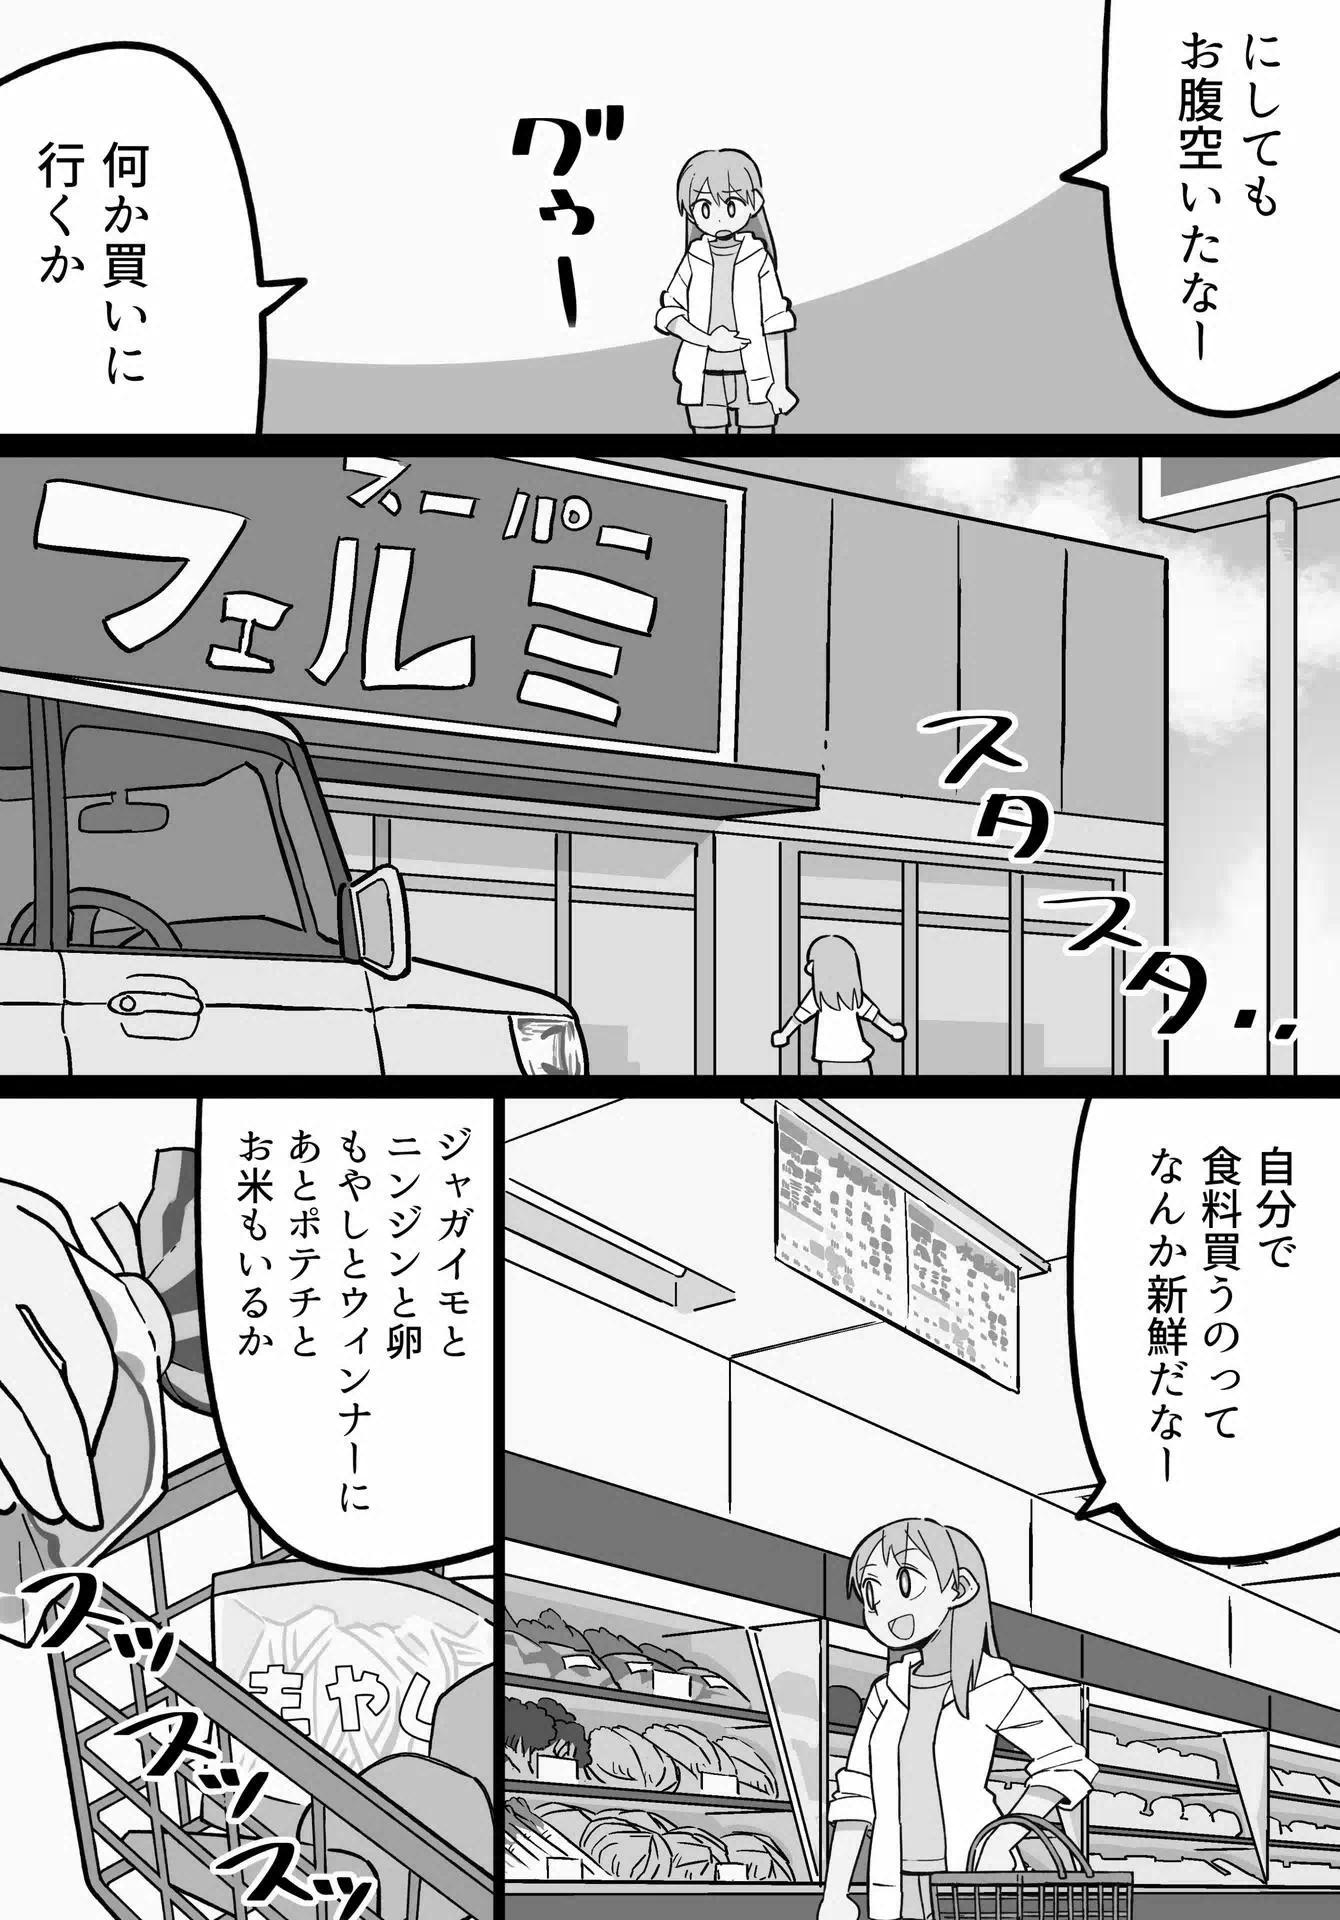 にしても
お腹空いたなー
グゥー
何か買いに
行くか
スーパー
フェルミ
スタスタ・・
自分で
食料買うのって
なんか新鮮だなー
ジャガイモと
ニンジンと卵
もやしとウィンナーに
あとポテチと
お米もいるか
もやし
スッ
スッ
スッ